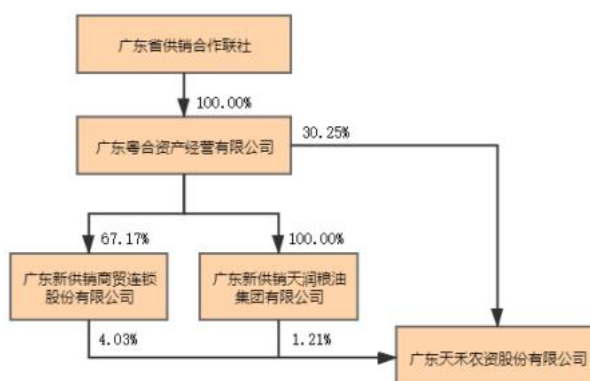 广东省供销合作联社
100.00%
30.25%
广东粤合资产经营有限公司
67.17%
100.00%
广东新供销商贸连锁
股份有限公司
广东新供销天润粮油
集团有限公司
4.03%
1.21%
广东天禾农资股份有限公司